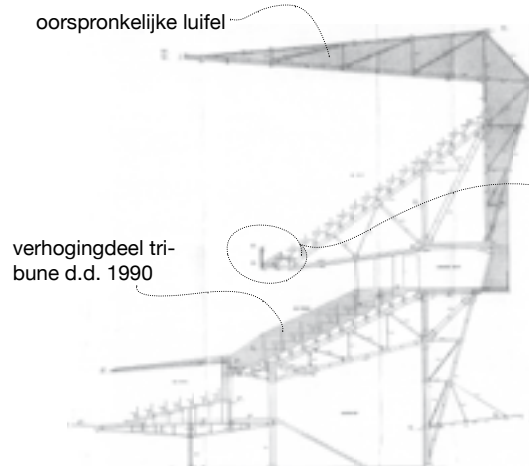 oorspronkelijke luifel
verhogingdeel tri-
bune d.d. 1990